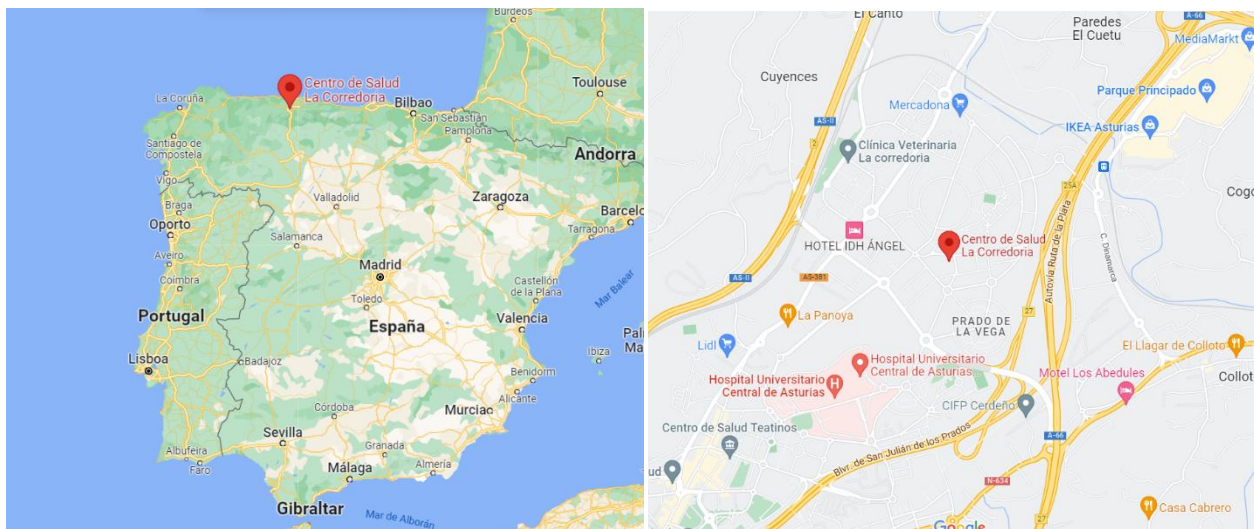 Burdeos
Toulouse
Centro de Salud
La Corredoria
La Coruña
Bilbao
San Sebastián
Pamplona
Santiago de
Compostela
Andorra
Vigo
Zaragoza
Valladolid
Braga
Barcelo
Oporto
Tarragona
Aveiro
Salamanca
Madrid
Coimbra
Toledo
Castellón
de la Plana
Mar Balear
Portugal
España
Valencia
Paln
Ma
Lisboa
Badajoz
Ibiza
Benidorm
Alicante
Córdoba
Murcia
Sevilla
Albufeira
Faro
Granada
Almería
Málaga
Gibraltar
Mar de Alborán
El Canto
Paredes
El Cuetu
A-66
MediaMarkt
Cuyences
Parque Principado
Mercadona
AS-II
2
IKEA Asturias
Clínica Veterinaria
La corredoria
25A
Cogo
HOTEL IDH ÁNGEL
Centro de Salud
La Corredoria
C. Dinamarca
Autovía Ruta de la Plata
AS-II
AS-381
27
La Panoya
PRADO DE
LA VEGA
Lidl
El Llagar de Colloto
Hospital Universitario
Central de Asturias...
Motel Los Abedules
Hospital Universitario
Central de Asturias
Colloto
CIFP Cerdeño
Centro de Salud Teatinos
A-66
Blvr. de San Julián de los Prados
ud
N-634
27
Google
Casa Cabrero